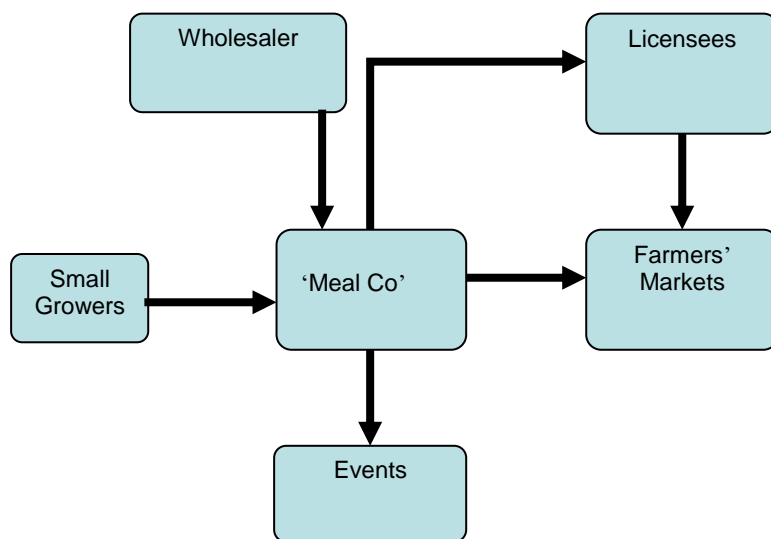 Wholesaler
Licensees
Small
Growers
‘Meal Co’
Farmers’
Markets
Events